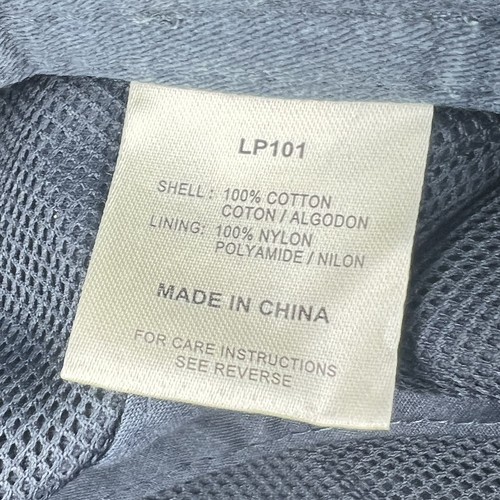 LP101
SHELL: 100% COTTON
COTON / ALGODON
LINING: 100% NYLON
POLYAMIDE / NILON
MADE IN CHINA
FOR CARE INSTRUCTIONS
SEE REVERSE